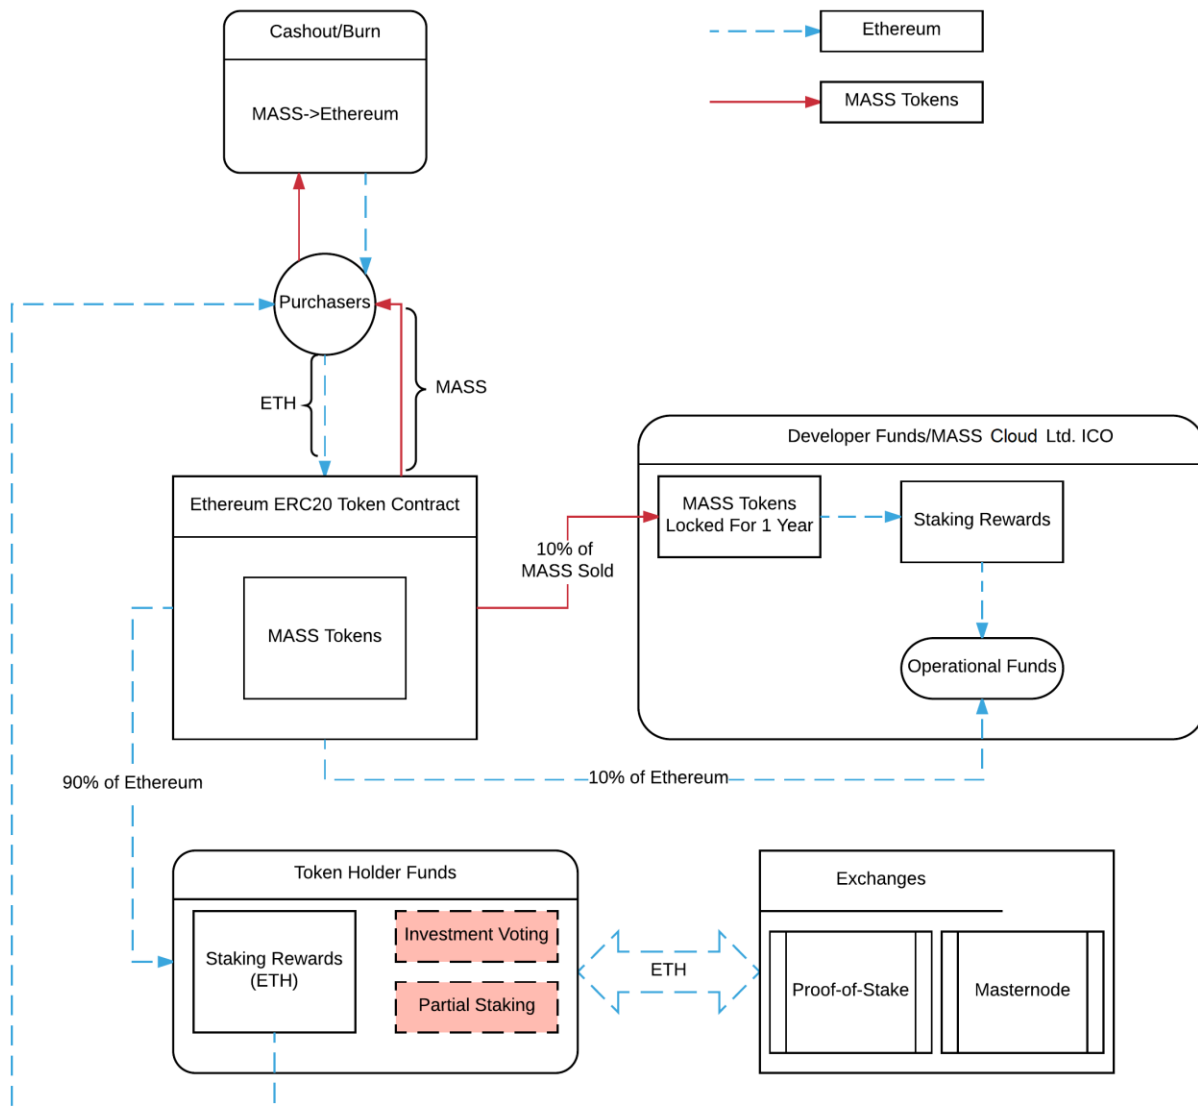 Cashout/Burn
MASS->Ethereum
Ethereum
MASS Tokens
Purchasers
ETH
MASS
Ethereum ERC20 Token Contract
MASS Tokens
10% of
MASS Sold
Developer Funds/MASS Cloud Ltd. ICO
MASS Tokens
Locked For 1 Year
Staking Rewards
Operational Funds
90% of Ethereum
10% of Ethereum
Token Holder Funds
Staking Rewards
(ETH)
Investment Voting
Partial Staking
ETH
Exchanges
Proof-of-Stake
Masternode